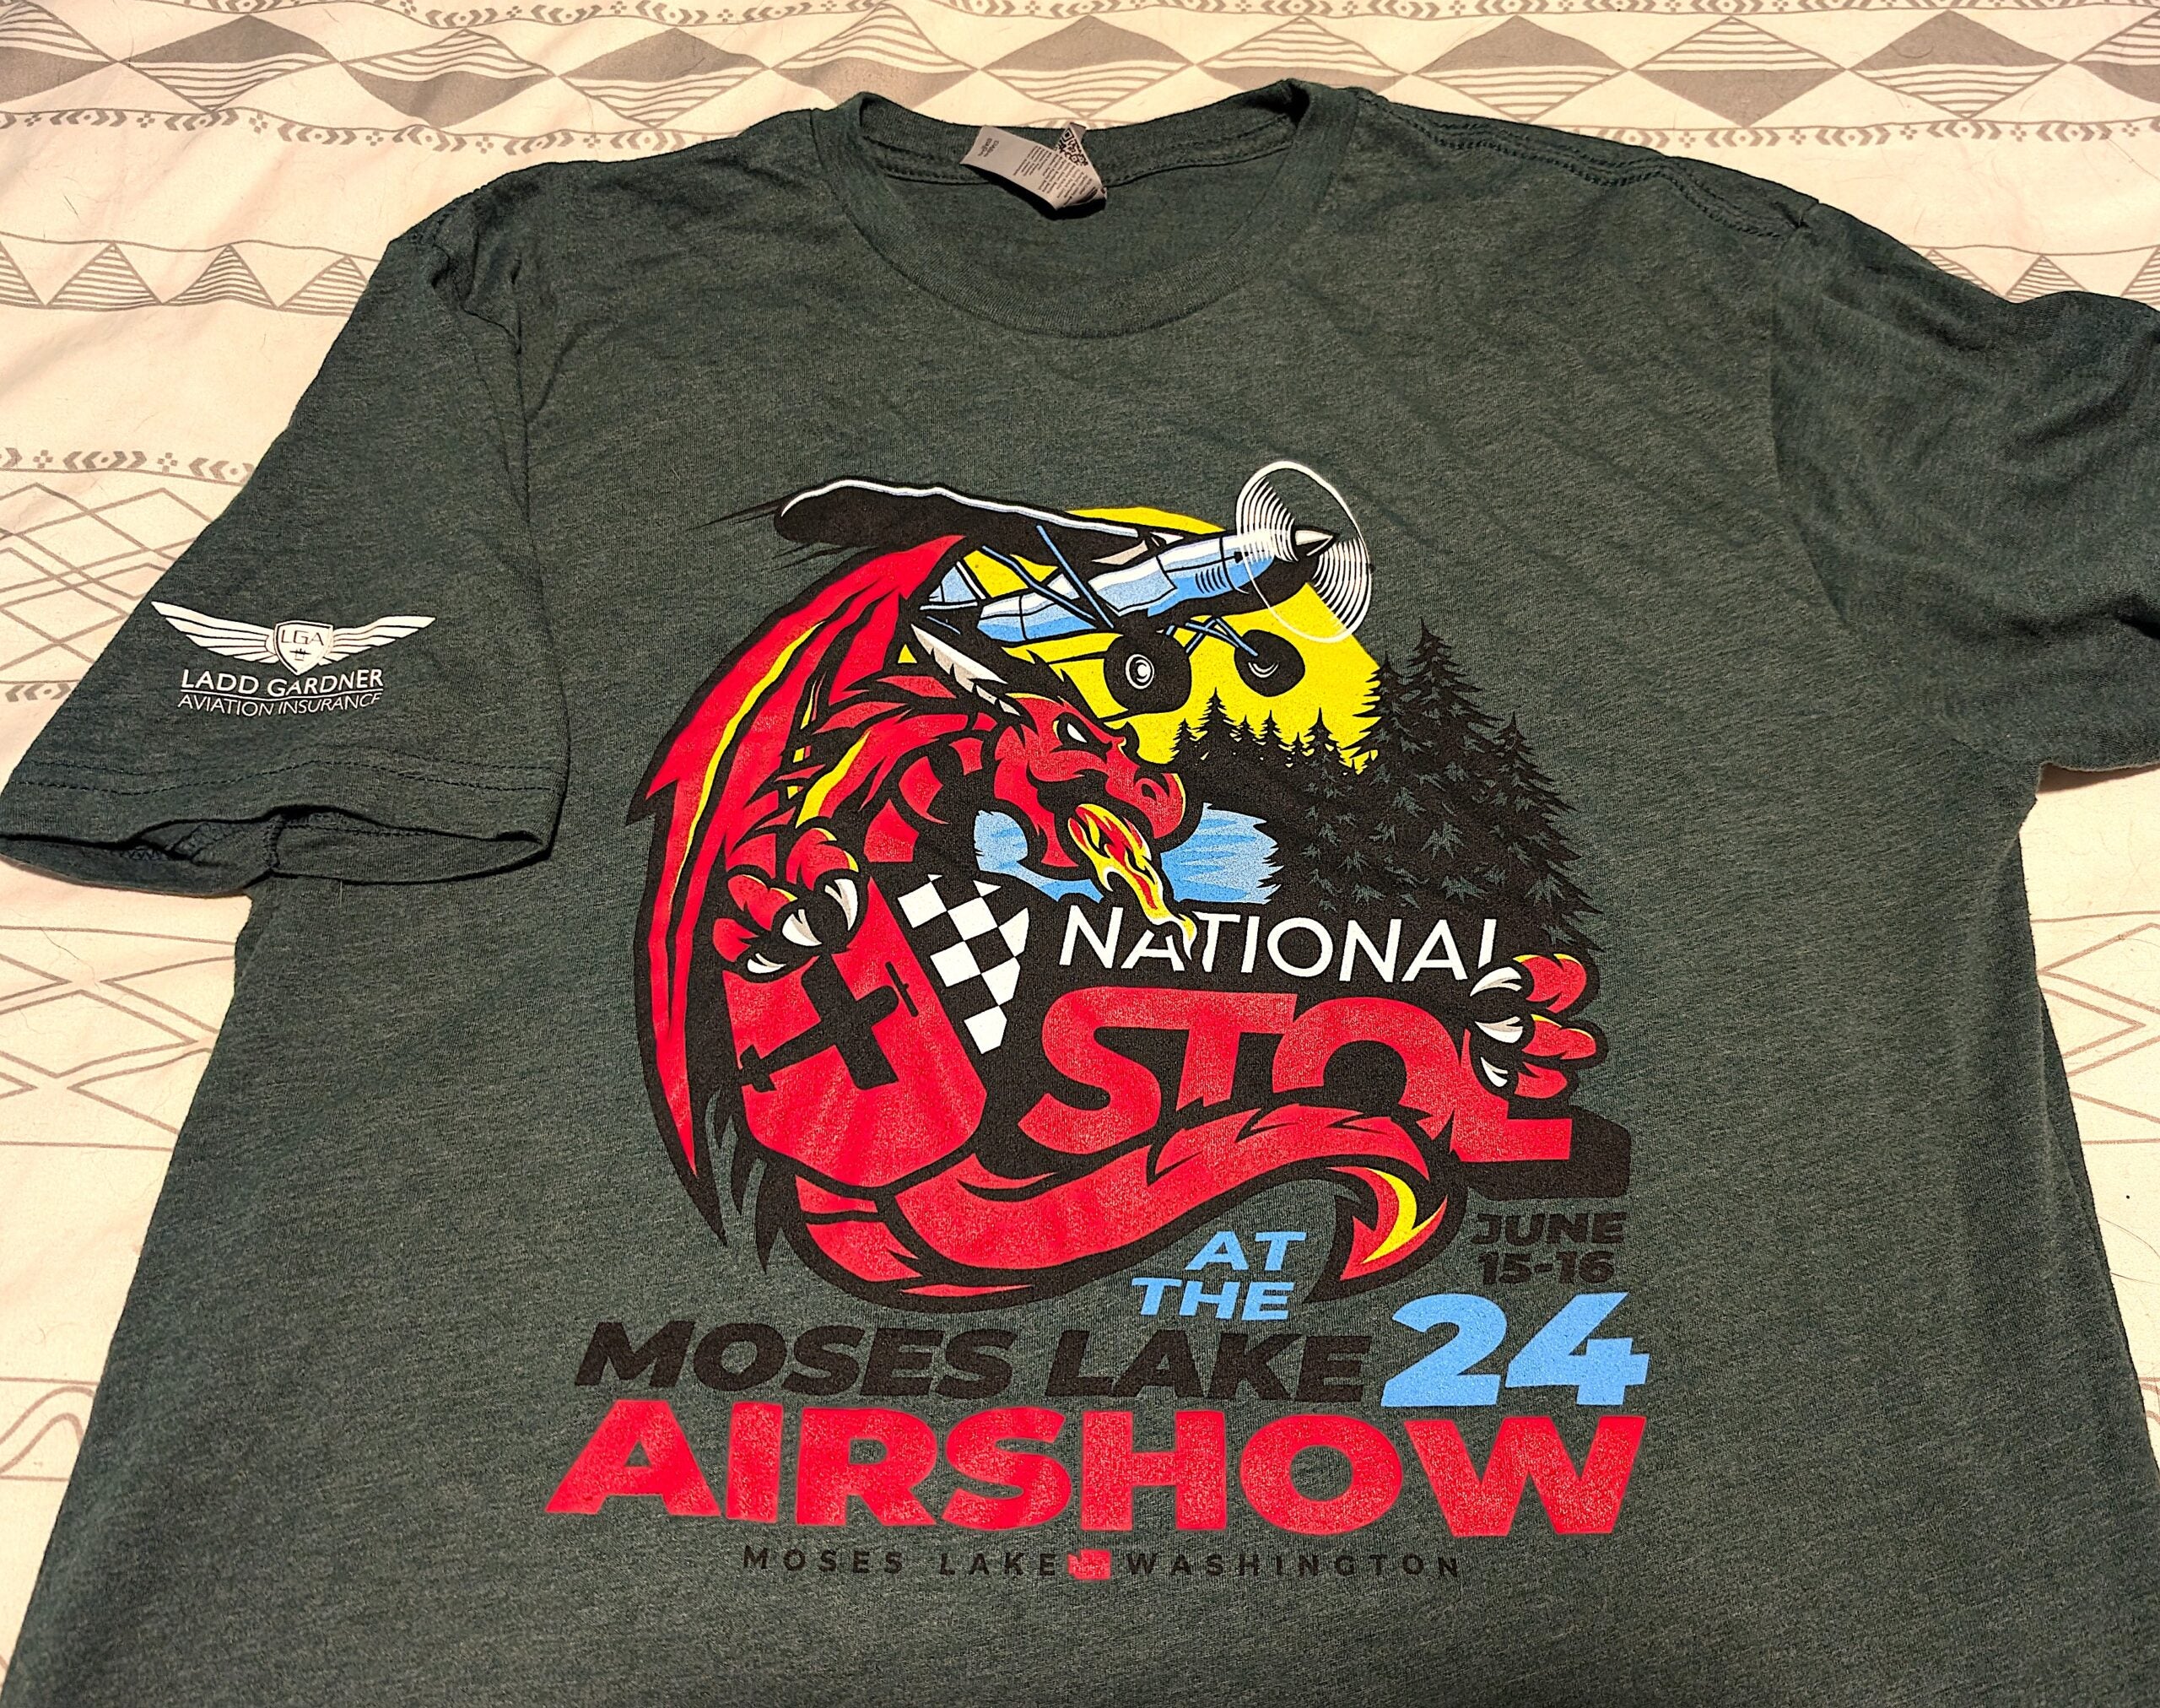 LGA
LADD GARDNER
AVIATION INSURANCE
NATIONAL
STOL
JUNE
15-16
AT
THE
24
MOSES LAKE
AIRSHOW
MOSES LAKE WASHINGTON